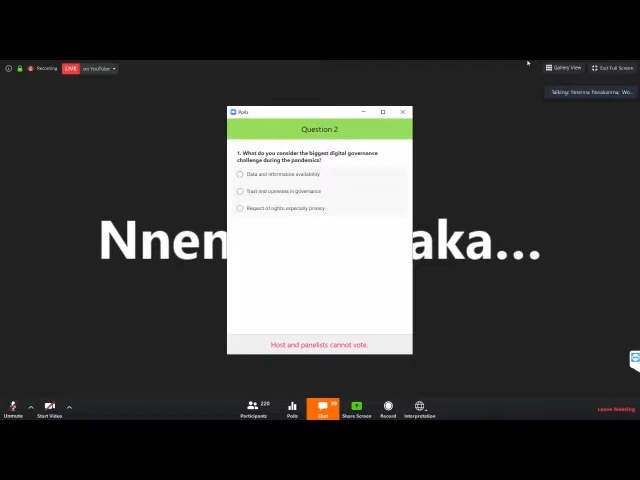 Recording
LIVE
on YouTube
Gallery View
Exit Full Screen
Talking: Nnenna Nwakanma, Wo...
Polls
Question 2
1. What do you consider the biggest digital governance
challenge during the pandemics?
Data and information availability
Trust and openness in governance
Respect of rights, especially privacy
Nnen
aka...
Host and panelists cannot vote.
220
Unmute
Start Video
Participants
Polls
Chat
Share Screen
Record
Interpretation
Leave Meeting